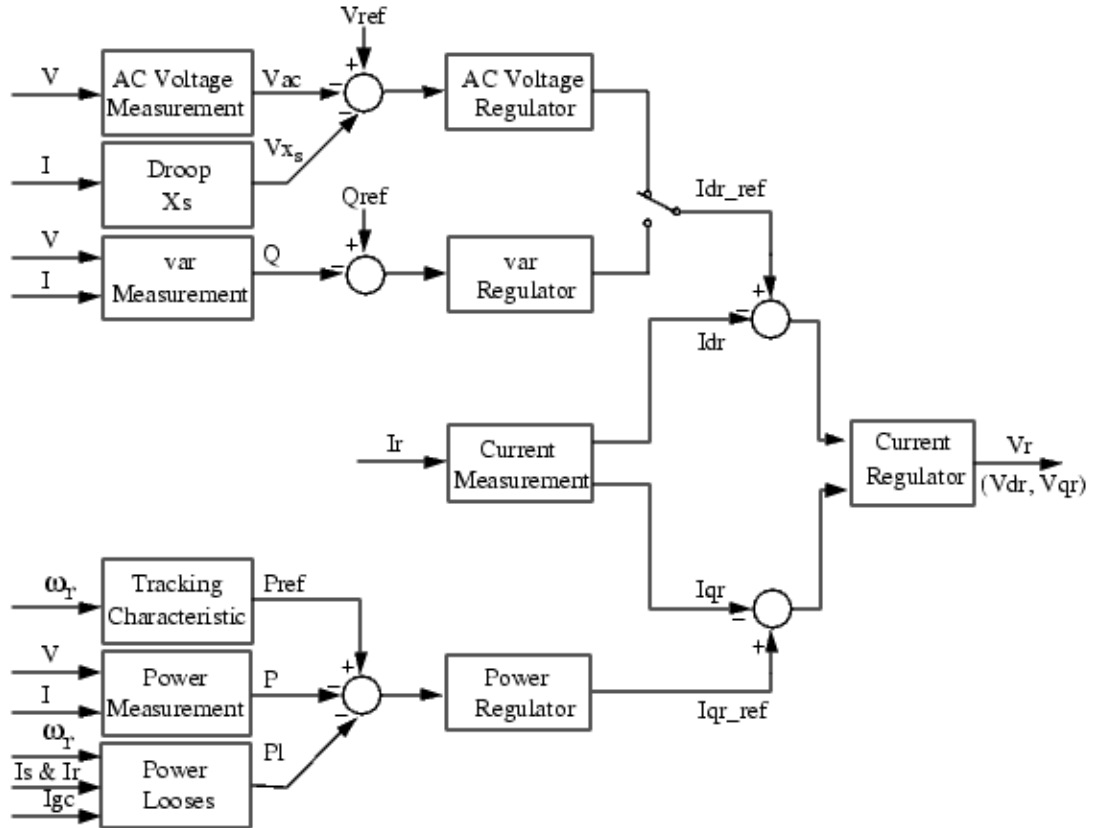 Vref
V
AC Voltage
Measurement
Vac
+
−
−
AC Voltage
Regulator
I
Droop
Xs
Vxs
Idr_ref
Qref
V
I
var
Measurement
Q
+
−
var
Regulator
+
−
Idr
Ir
Current
Measurement
Current
Regulator
Vr
(Vdr, Vqr)
ωr
Tracking
Characteristic
Pref
Iqr
−
+
V
I
Power
Measurement
P
+
−
−
Power
Regulator
Iqr_ref
ωr
Is & Ir
Igc
Power
Looses
Pl